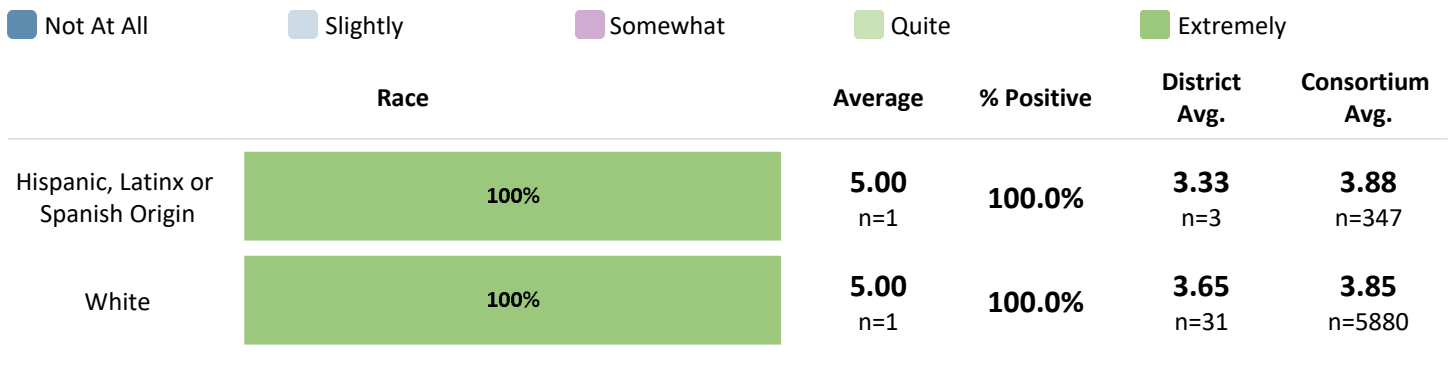 Not At All Slightly Somewhat Quite Extremely
Race Average % Positive District Avg. Consortium Avg.
Hispanic, Latinx or Spanish Origin 100% 5.00 n=1 100.0% 3.33 n=3 3.88 n=347
White 100% 5.00 n=1 100.0% 3.65 n=31 3.85 n=5880